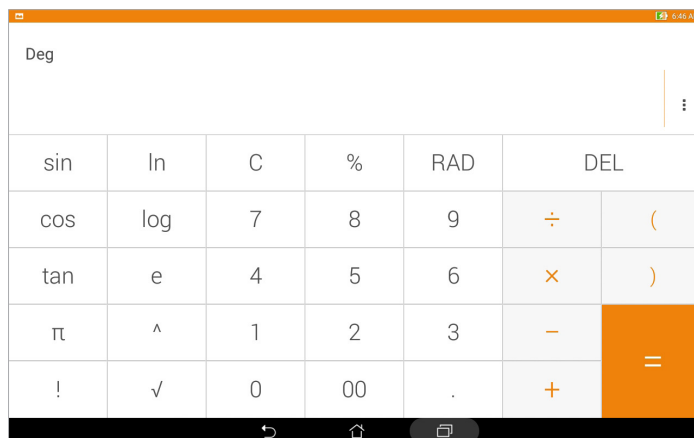 6:46 A
Deg
sin ln C % RAD DEL
cos log 7 8 9 ÷ (
tan e 4 5 6 × )
π ^ 1 2 3 − =
! √ 0 00 . +